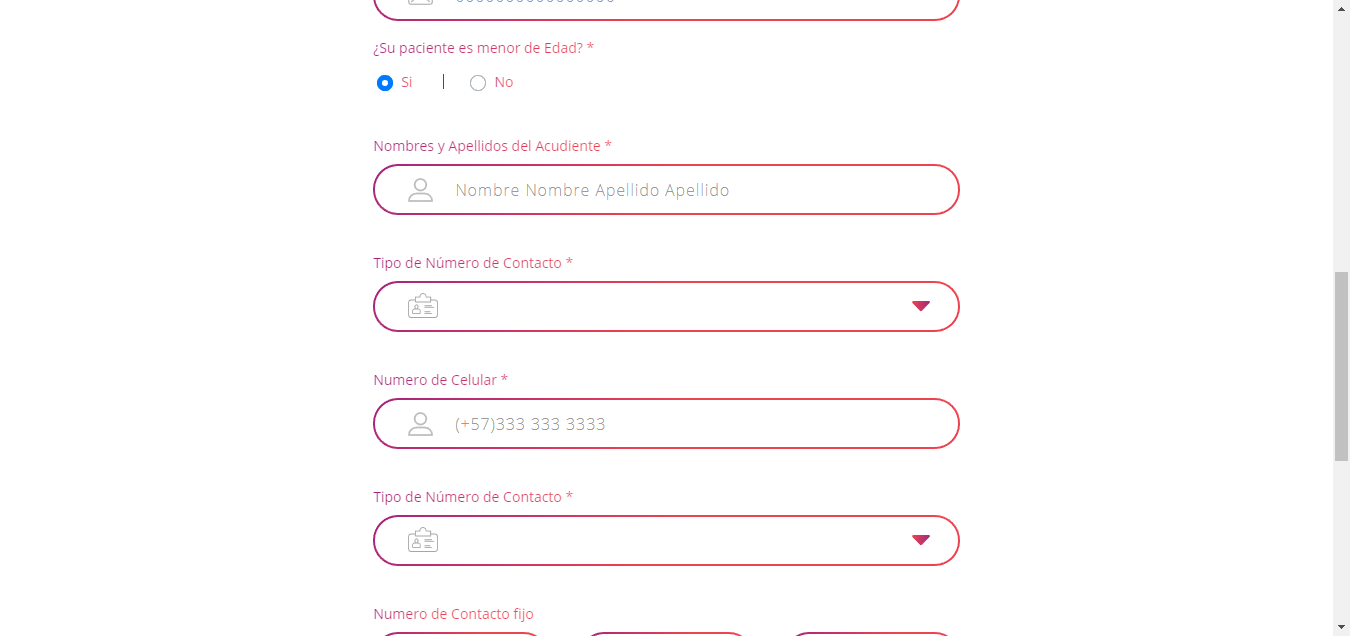 ¿Su paciente es menor de Edad? *
Si | No
Nombres y Apellidos del Acudiente *
Nombre Nombre Apellido Apellido
Tipo de Número de Contacto *
Numero de Celular *
(+57)333 333 3333
Tipo de Número de Contacto *
Numero de Contacto fijo